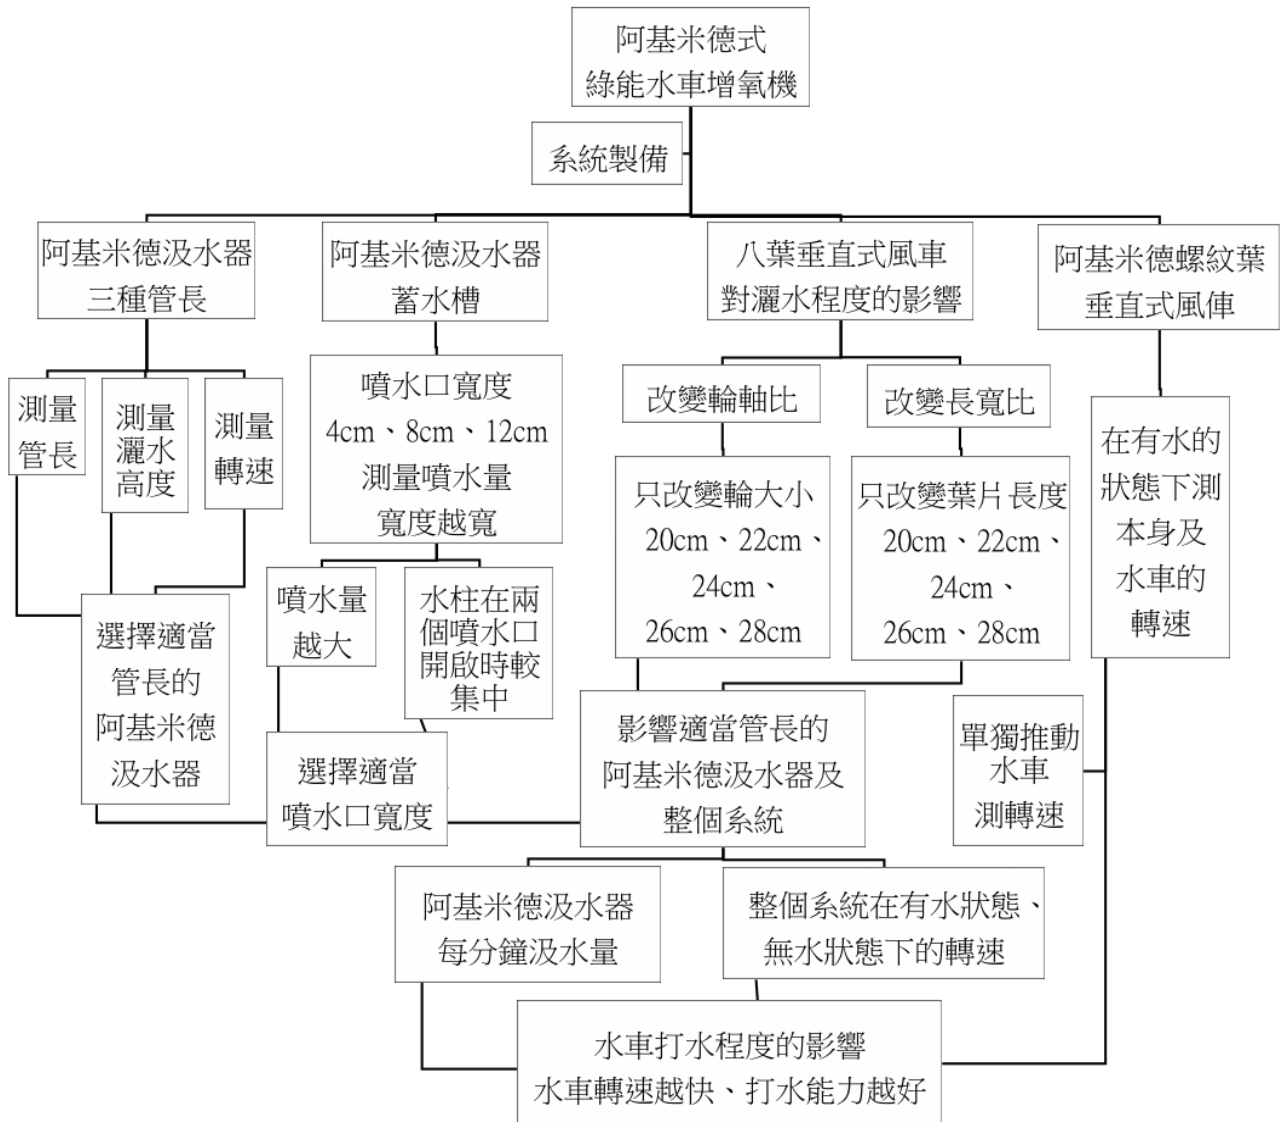 阿基米德式
綠能水車增氧機
系統製備
阿基米德汲水器
三種管長
阿基米德汲水器
蓄水槽
八葉垂直式風車
對灑水程度的影響
阿基米德螺紋葉
垂直式風俥
測量
管長
測量
灑水
高度
測量
轉速
噴水口寬度
4cm、8cm、12cm
測量噴水量
寬度越寬
改變輪軸比
改變長寬比
只改變輪大小
20cm、22cm、
24cm、
26cm、28cm
只改變葉片長度
20cm、22cm、
24cm、
26cm、28cm
在有水的
狀態下測
本身及
水車的
轉速
噴水量
越大
水柱在兩
個噴水口
開啟時較
集中
選擇適當
管長的
阿基米德
汲水器
選擇適當
噴水口寬度
影響適當管長的
阿基米德汲水器及
整個系統
單獨推動
水車
測轉速
阿基米德汲水器
每分鐘汲水量
整個系統在有水狀態、
無水狀態下的轉速
水車打水程度的影響
水車轉速越快、打水能力越好